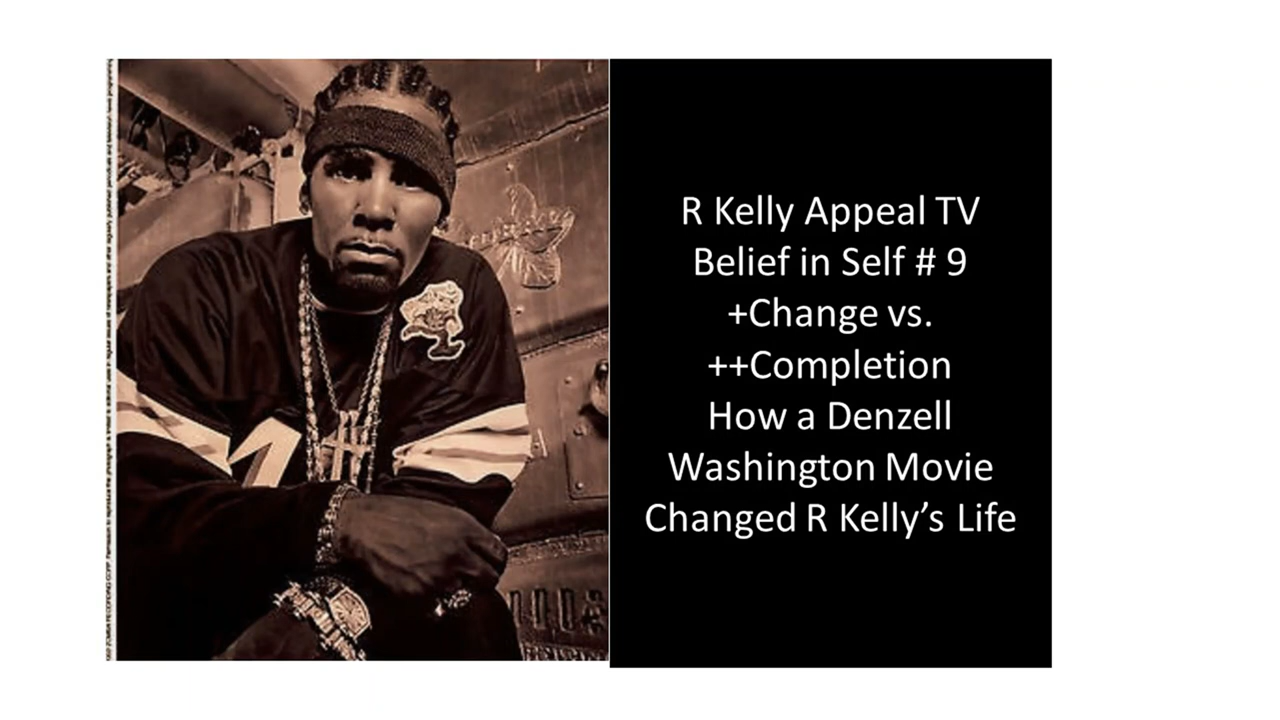 R Kelly Appeal TV
Belief in Self # 9
+Change vs.
++Completion
How a Denzell
Washington Movie
Changed R Kelly’s Life